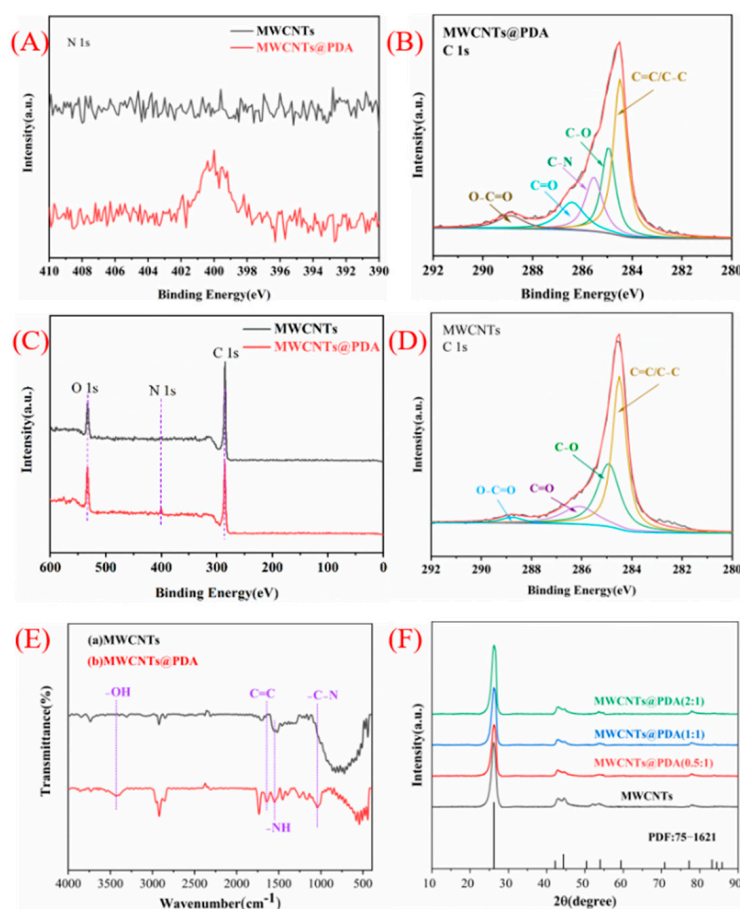 (A)
N 1s
MWCNTs
MWCNTs@PDA
Intensity(a.u.)
410 408 406 404 402 400 398 396 394 392 390
Binding Energy(eV)
(B)
MWCNTs@PDA
C 1s
C=C/C-C
C-O
C-N
C=O
O-C=O
Intensity(a.u.)
292 290 288 286 284 282 280
Binding Energy(eV)
(C)
MWCNTs
MWCNTs@PDA
C 1s
O 1s
N 1s
Intensity(a.u.)
600 500 400 300 200 100 0
Binding Energy(eV)
(D)
MWCNTs
C 1s
C=C/C-C
C-O
C=O
O-C=O
Intensity(a.u.)
292 290 288 286 284 282 280
Binding Energy(eV)
(E)
(a)MWCNTs
(b)MWCNTs@PDA
-OH
C=C
-C-N
-NH
Transmittance(%)
4000 3500 3000 2500 2000 1500 1000 500
Wavenumber(cm⁻¹)
(F)
MWCNTs@PDA(2:1)
MWCNTs@PDA(1:1)
MWCNTs@PDA(0.5:1)
MWCNTs
PDF:75-1621
Intensity(a.u.)
10 20 30 40 50 60 70 80 90
2θ(degree)